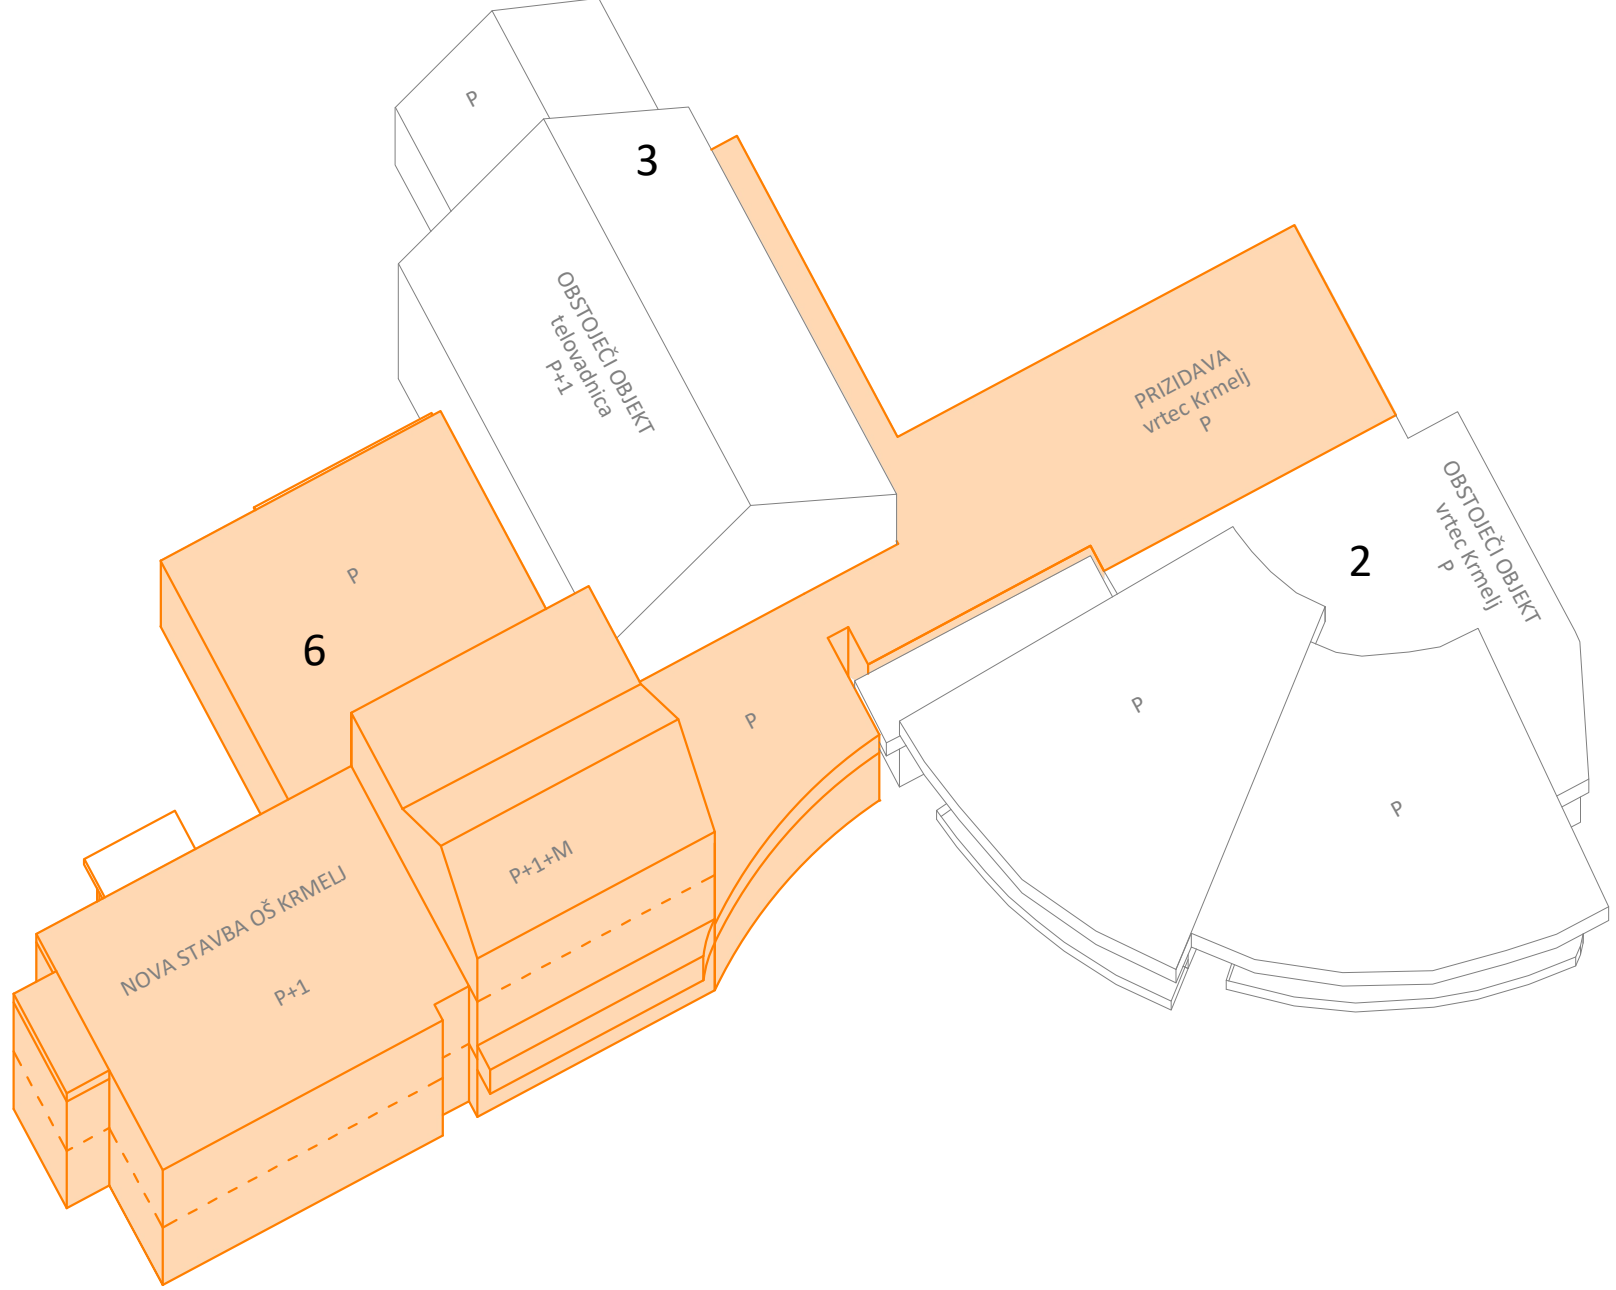 P
3
OBSTOJEČI OBJEKT
telovadnica
P+1
PRIZIDAVA
vrtec Krmelj
P
OBSTOJEČI OBJEKT
vrtec Krmelj
P
2
P
6
P
P
P
P+1+M
NOVA STAVBA OŠ KRMELJ
P+1